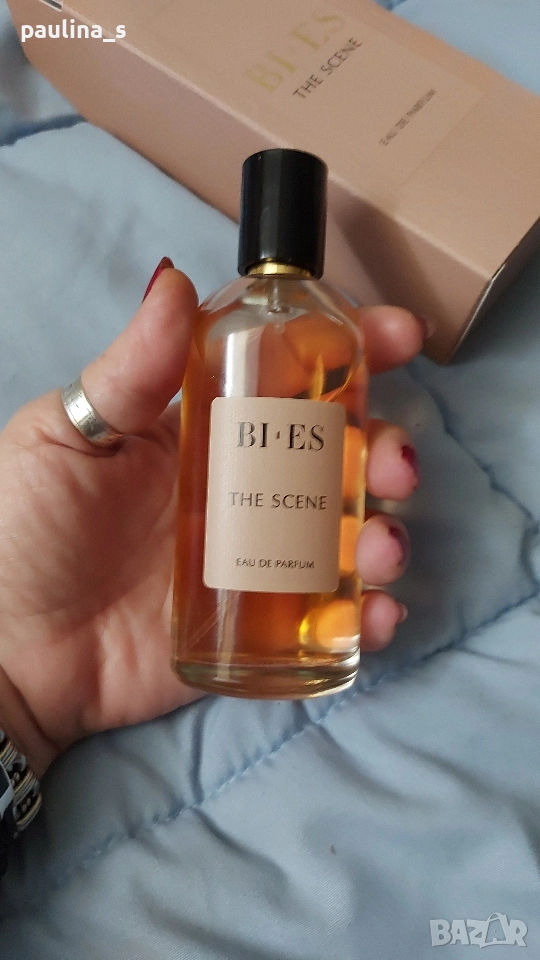 paulina_s
BI·ES
THE SCENE
EAU DE PARFUM
BI·ES
THE SCENE
EAU DE PARFUM
BAZAR